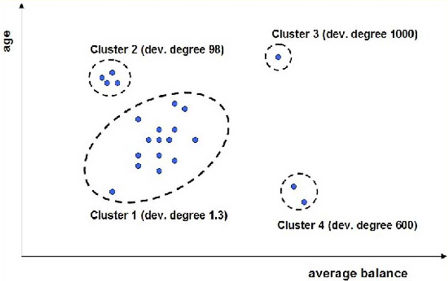 Cluster 3 (dev. degree 1000)
age
Cluster 2 (dev. degree 98)
Cluster 1 (dev. degree 1.3)
Cluster 4 (dev. degree 600)
average balance